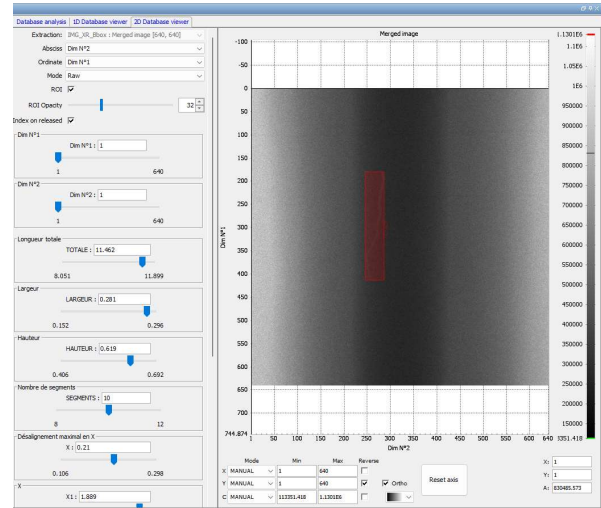 Database analysis 1D Database viewer 2D Database viewer
Extraction: IMG_XR_Bbox : Merged image [640, 640]
Absciss Dim N°2
Ordinate Dim N°1
Mode Raw
ROI
ROI Opacity 32
Index on released
Dim N°1
Dim N°1 : 1
1 640
Dim N°2
Dim N°2 : 1
1 640
Longueur totale
TOTALE : 11.462
8.051 11.899
Largeur
LARGEUR : 0.281
0.152 0.296
Hauteur
HAUTEUR : 0.619
0.406 0.692
Nombre de segments
SEGMENTS : 10
8 12
Désalignement maximal en X
X : 0.21
0.106 0.298
X
X1 : 1.889
Merged image
-100
-50
0
50
100
150
200
250
300
350
400
450
500
550
600
650
700
744.874
Dim N°1
1 50 100 150 200 250 300 350 400 450 500 550 600 640
Dim N°2
1.1301E6
1.1E6
1.05E6
1E6
950000
900000
850000
800000
750000
700000
650000
600000
550000
500000
450000
400000
350000
300000
250000
200000
150000
3351.418
Mode Min Max Reverse
X MANUAL 1 640
Y MANUAL 1 640 Ortho
C MANUAL 113351.418 1.1301E6
Reset axis
X: 1
Y: 1
A: 830485.573